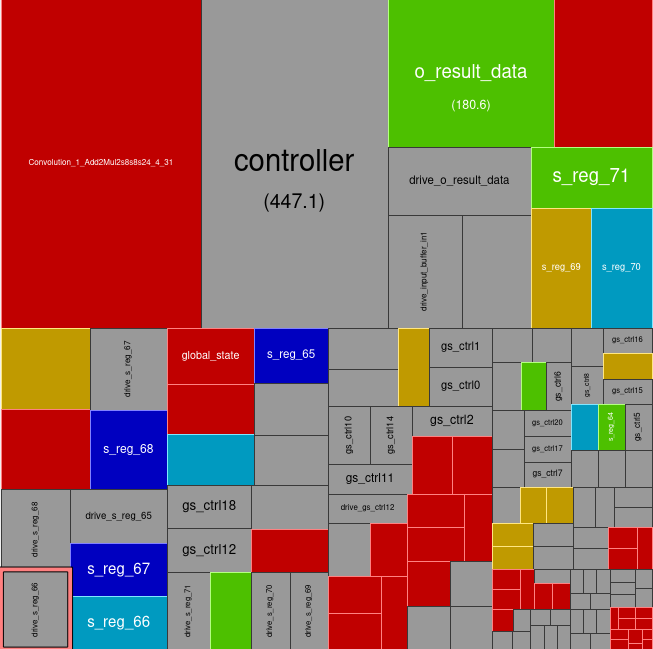 o_result_data
(180.6)
Convolution_1_Add2Mul2s8s8s24_4_31
controller
(447.1)
drive_o_result_data
s_reg_71
drive_input_buffer_in1
s_reg_69
s_reg_70
drive_s_reg_67
global_state
s_reg_65
gs_ctrl1
gs_ctrl16
gs_ctrl0
gs_ctrl6
gs_ctrl8
gs_ctrl15
s_reg_68
gs_ctrl10
gs_ctrl14
gs_ctrl2
gs_ctrl20
s_reg_64
gs_ctrl5
gs_ctrl17
gs_ctrl11
gs_ctrl7
drive_s_reg_68
drive_s_reg_65
gs_ctrl18
drive_gs_ctrl12
gs_ctrl12
s_reg_67
drive_s_reg_66
s_reg_66
drive_s_reg_71
drive_s_reg_70
drive_s_reg_69